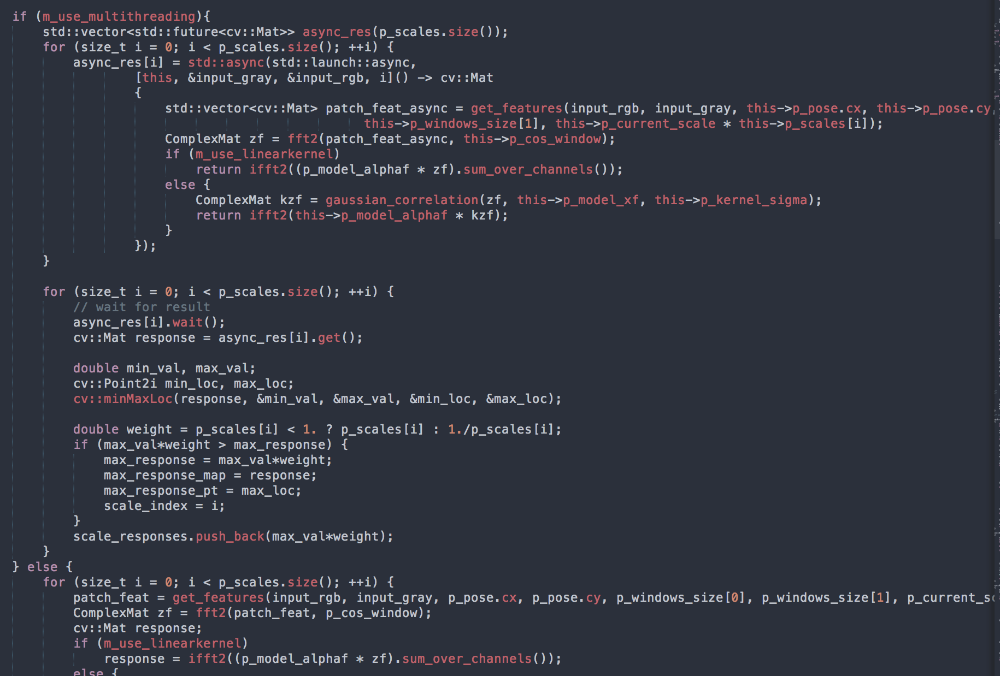 if (m_use_multithreading){
    std::vector<std::future<cv::Mat>> async_res(p_scales.size());
    for (size_t i = 0; i < p_scales.size(); ++i) {
        async_res[i] = std::async(std::launch::async,
                [this, &input_gray, &input_rgb, i]() -> cv::Mat
                {
                    std::vector<cv::Mat> patch_feat_async = get_features(input_rgb, input_gray, this->p_pose.cx, this->p_pose.cy,
                                              this->p_windows_size[1], this->p_current_scale * this->p_scales[i]);
                    ComplexMat zf = fft2(patch_feat_async, this->p_cos_window);
                    if (m_use_linearkernel)
                        return ifft2((p_model_alphaf * zf).sum_over_channels());
                    else {
                        ComplexMat kzf = gaussian_correlation(zf, this->p_model_xf, this->p_kernel_sigma);
                        return ifft2(this->p_model_alphaf * kzf);
                    }
                });
    }

    for (size_t i = 0; i < p_scales.size(); ++i) {
        // wait for result
        async_res[i].wait();
        cv::Mat response = async_res[i].get();

        double min_val, max_val;
        cv::Point2i min_loc, max_loc;
        cv::minMaxLoc(response, &min_val, &max_val, &min_loc, &max_loc);

        double weight = p_scales[i] < 1. ? p_scales[i] : 1./p_scales[i];
        if (max_val*weight > max_response) {
            max_response = max_val*weight;
            max_response_map = response;
            max_response_pt = max_loc;
            scale_index = i;
        }
        scale_responses.push_back(max_val*weight);
    }
} else {
    for (size_t i = 0; i < p_scales.size(); ++i) {
        patch_feat = get_features(input_rgb, input_gray, p_pose.cx, p_pose.cy, p_windows_size[0], p_windows_size[1],
        ComplexMat zf = fft2(patch_feat, p_cos_window);
        cv::Mat response;
        if (m_use_linearkernel)
            response = ifft2((p_model_alphaf * zf).sum_over_channels());
        else {